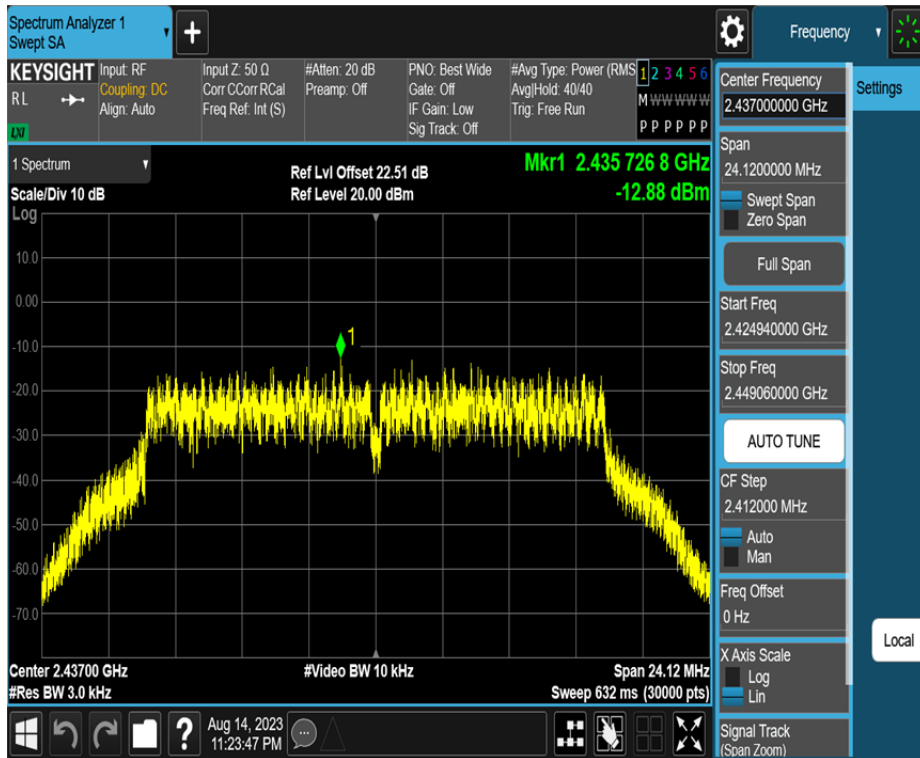 Spectrum Analyzer 1
Swept SA
+
Frequency
KEYSIGHT
RL
LXI
Input: RF
Coupling: DC
Align: Auto
Input Z: 50 Ω
Corr CCorr RCal
Freq Ref: Int (S)
#Atten: 20 dB
Preamp: Off
PNO: Best Wide
Gate: Off
IF Gain: Low
Sig Track: Off
#Avg Type: Power (RMS
Avg|Hold: 40/40
Trig: Free Run
1 2 3 4 5 6
M W W W W W
P P P P P P
1 Spectrum
Scale/Div 10 dB
Ref Lvl Offset 22.51 dB
Ref Level 20.00 dBm
Mkr1 2.435 726 8 GHz
-12.88 dBm
Log
10.0
0.00
-10.0
-20.0
-30.0
-40.0
-50.0
-60.0
-70.0
1
Center 2.43700 GHz
#Res BW 3.0 kHz
#Video BW 10 kHz
Span 24.12 MHz
Sweep 632 ms (30000 pts)
Aug 14, 2023
11:23:47 PM
?
Center Frequency
2.437000000 GHz
Span
24.1200000 MHz
Swept Span
Zero Span
Full Span
Start Freq
2.424940000 GHz
Stop Freq
2.449060000 GHz
AUTO TUNE
CF Step
2.412000 MHz
Auto
Man
Freq Offset
0 Hz
X Axis Scale
Log
Lin
Signal Track
(Span Zoom)
Settings
Local